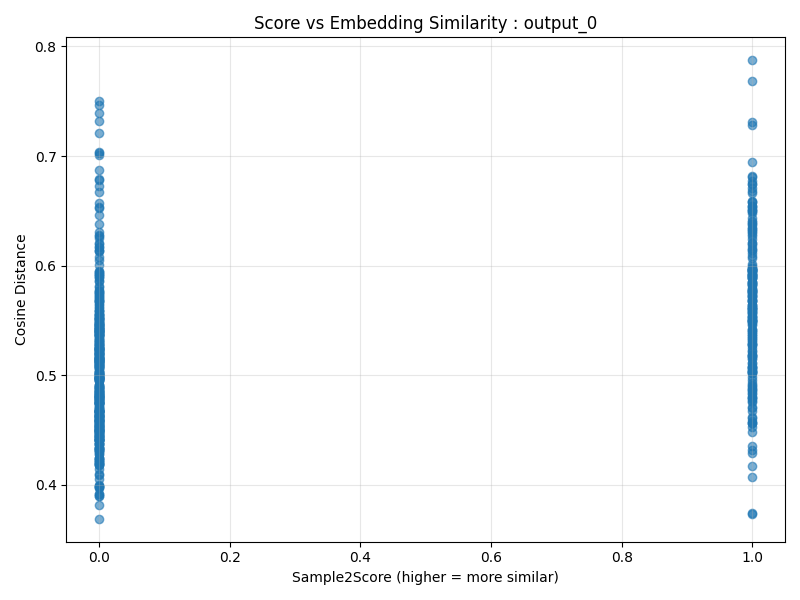 Score vs Embedding Similarity : output_0
0.8
0.7
0.6
0.5
0.4
Cosine Distance
0.0 0.2 0.4 0.6 0.8 1.0
Sample2Score (higher = more similar)